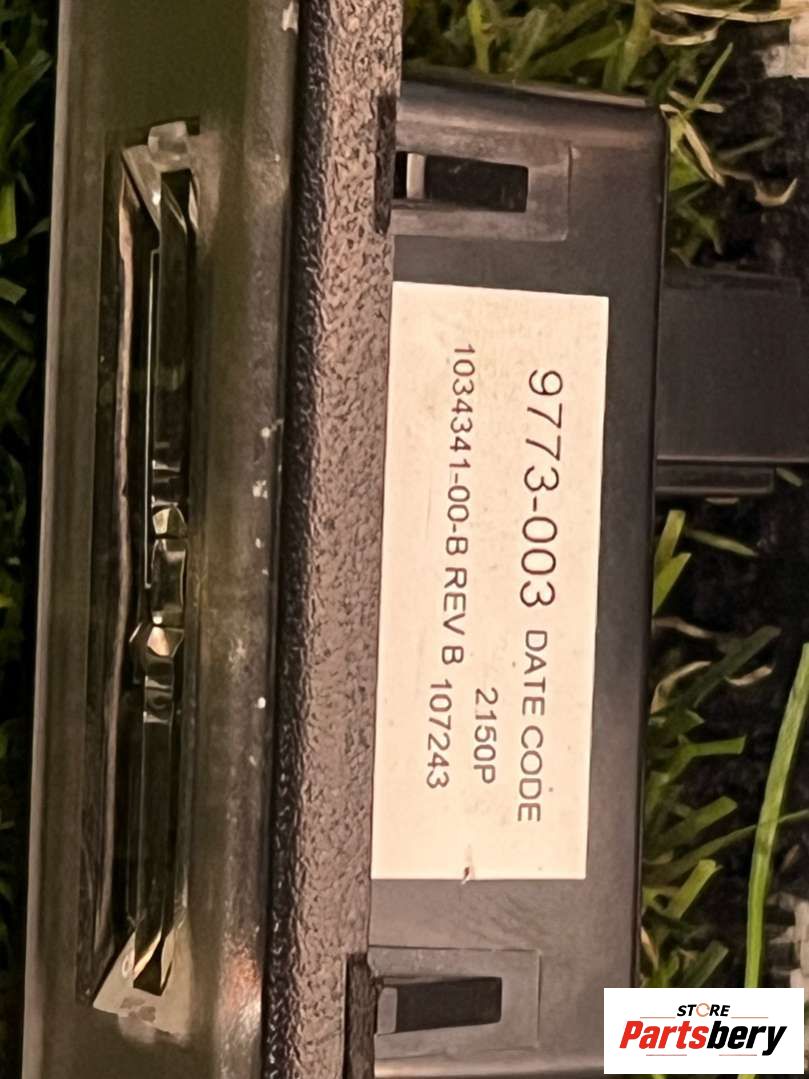 9773-003 DATE CODE
2150P
1034341-00-B REV B 107243
STORE
Partsbery